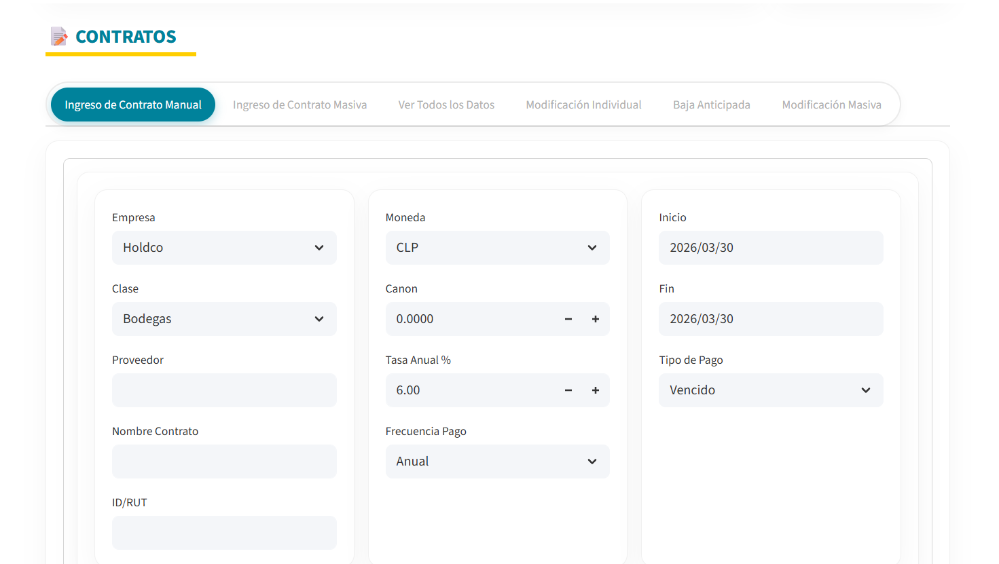 CONTRATOS
Ingreso de Contrato Manual
Ingreso de Contrato Masiva
Ver Todos los Datos
Modificación Individual
Baja Anticipada
Modificación Masiva
Empresa
Holdco
Clase
Bodegas
Proveedor
Nombre Contrato
ID/RUT
Moneda
CLP
Canon
0.0000
Tasa Anual %
6.00
Frecuencia Pago
Anual
Inicio
2026/03/30
Fin
2026/03/30
Tipo de Pago
Vencido